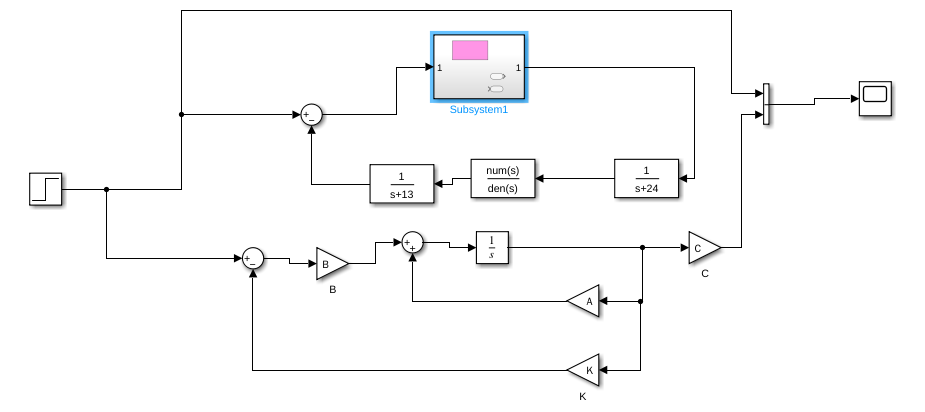 1
1
Subsystem1
+
−
1
s+13
num(s)
den(s)
1
s+24
+
−
B
B
+
+
1
s
C
C
A
K
K